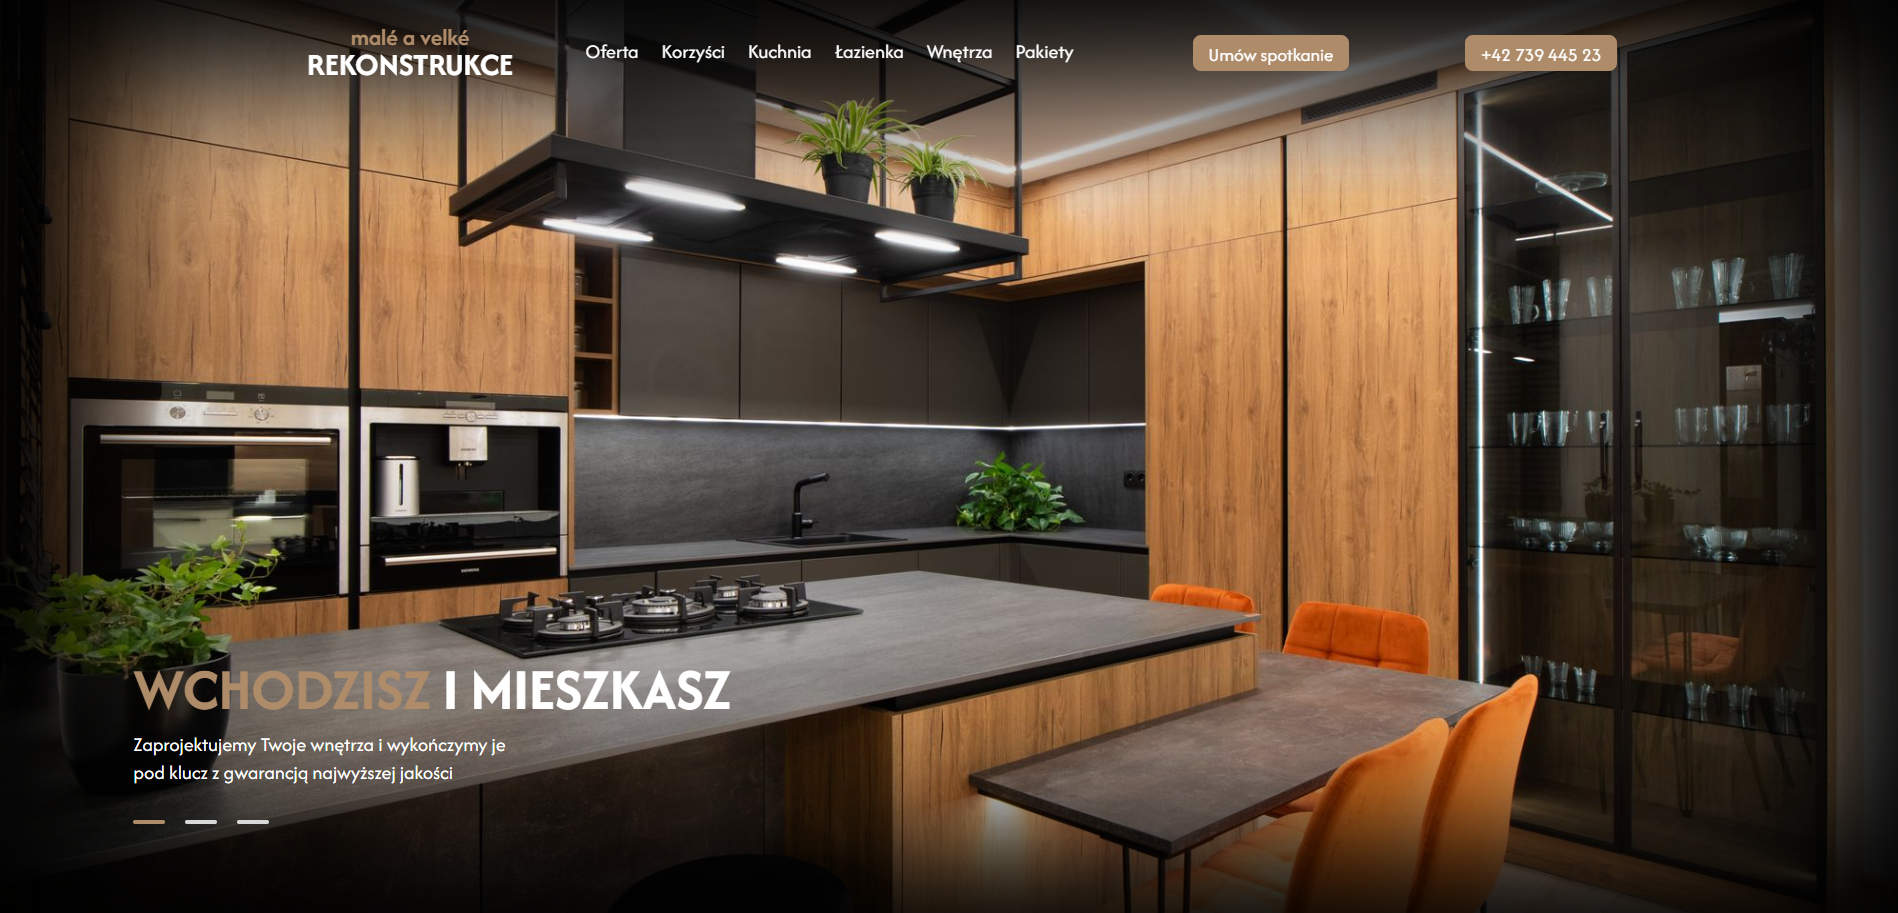 malé a velké
REKONSTRUKCE
Oferta Korzyści Kuchnia Łazienka Wnętrza Pakiety
Umów spotkanie
+42 739 445 23
WCHODZISZ I MIESZKASZ
Zaprojektujemy Twoje wnętrza i wykończymy je
pod klucz z gwarancją najwyższej jakości